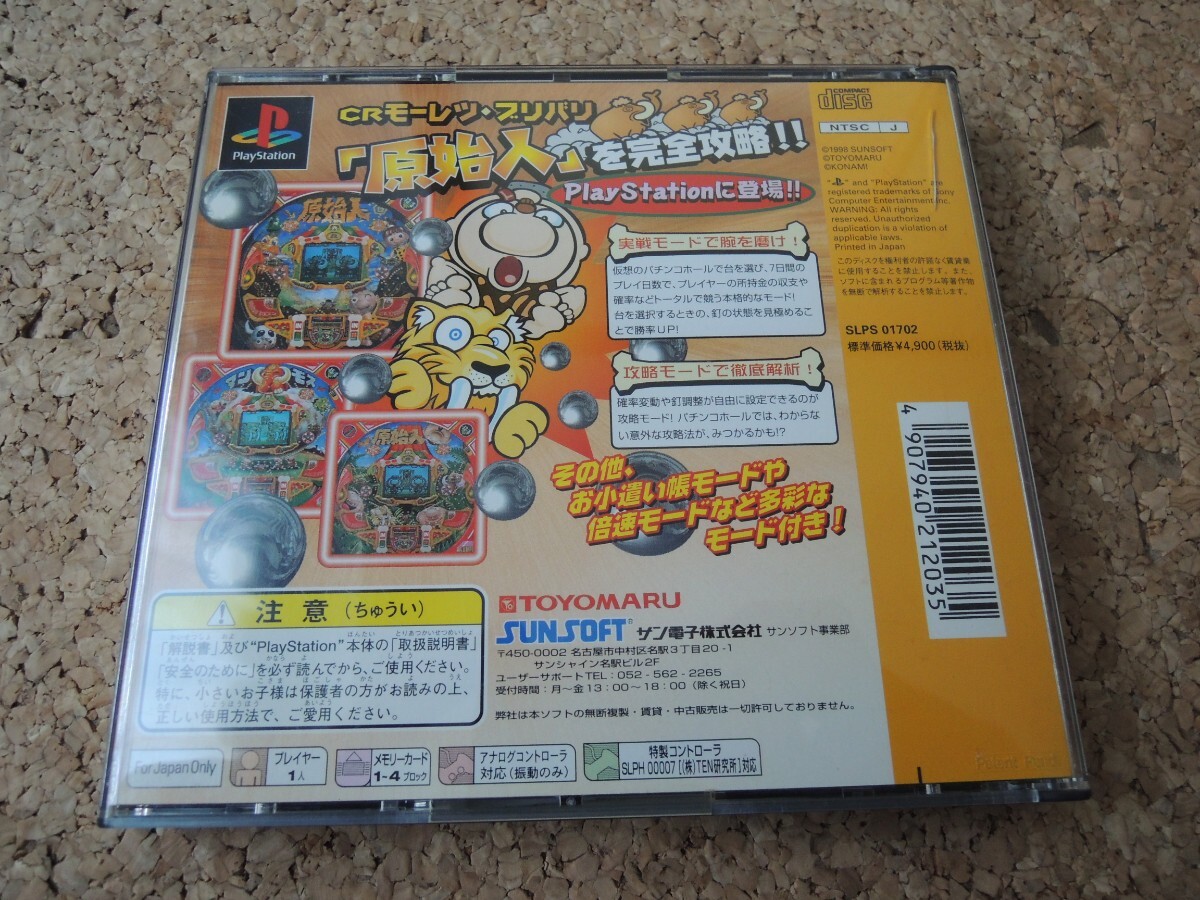 PlayStation
CRモーレツ・ブリバリ
「原始人」を完全攻略!!
PlayStationに登場!!
原始人
マンモス
原始人
実戦モードで腕を磨け!
仮想のパチンコホールで台を選び、7日間の
プレイ日数で、プレイヤーの所持金の収支や
確率などトータルで競う本格的なモード!
台を選択するときの、釘の状態を見極めるこ
とで勝率UP!
攻略モードで徹底解析!
確率変動や釘調整が自由に設定できるのが
攻略モード!パチンコホールでは、わからな
い意外な攻略法が、みつかるかも!?
その他、
お小遣い帳モードや
倍速モードなど多彩な
モード付き!
COMPACT
disc
NTSC J
©1998 SUNSOFT
©TOYOMARU
©KONAMI
"PS" and "PlayStation" are
registered trademarks of Sony
Computer Entertainment Inc.
WARNING: All rights
reserved. Unauthorized
duplication is a violation of
applicable laws.
Printed in Japan
このディスクを権利者の許諾なく賃貸業
に使用することを禁止します。また、
ソフトに含まれるプログラム等著作物
を無断で解析することを禁止します。
SLPS 01702
標準価格¥4,900(税抜)
4 907940 212035
注意(ちゅうい)
「解説書」及び"PlayStation"本体の「取扱説明書」
「安全のために」を必ず読んでから、ご使用ください。
特に、小さいお子様は保護者の方がお読みの上、
正しい使用方法で、ご愛用ください。
TOYOMARU
SUNSOFT® サン電子株式会社 サンソフト事業部
〒450-0002 名古屋市中村区名駅3丁目20-1
サンシャイン名駅ビル2F
ユーザーサポートTEL:052-562-2265
受付時間:月~金13:00~18:00(除く祝日)
弊社は本ソフトの無断複製・賃貸・中古販売は一切許可しておりません。
For Japan Only
プレイヤー
1人
メモリーカード
1~4ブロック
アナログコントローラ
対応(振動のみ)
特製コントローラ
SLPH 00007[(株)TEN研究所]対応